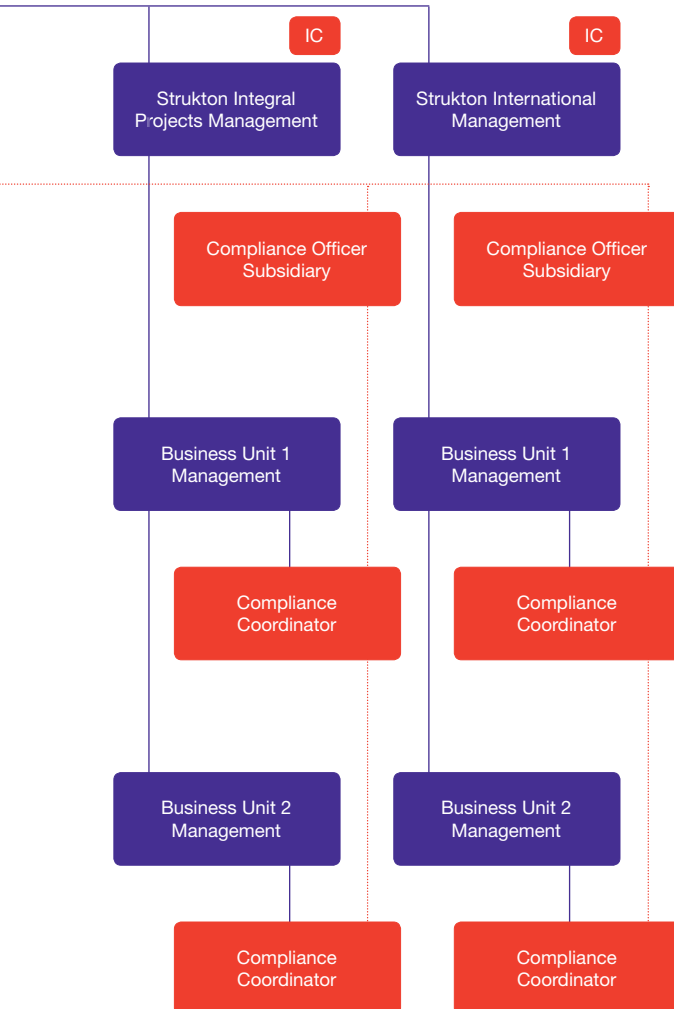 IC
IC
Strukton Integral
Projects Management
Strukton International
Management
Compliance Officer
Subsidiary
Compliance Officer
Subsidiary
Business Unit 1
Management
Business Unit 1
Management
Compliance
Coordinator
Compliance
Coordinator
Business Unit 2
Management
Business Unit 2
Management
Compliance
Coordinator
Compliance
Coordinator